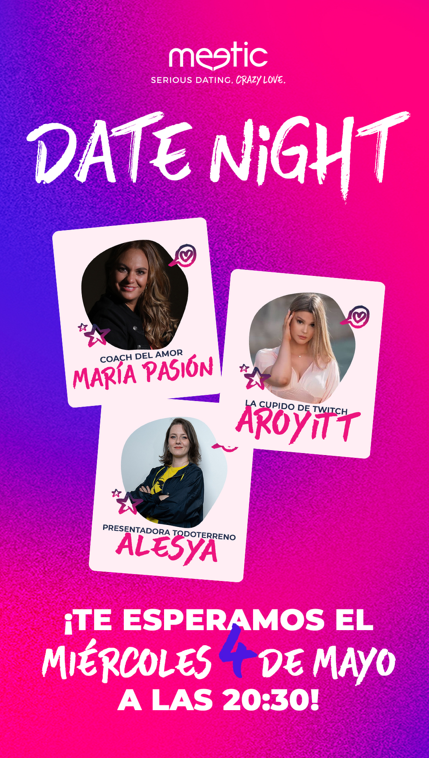 meetic
SERIOUS DATING. CRAZY LOVE.
DATE NiGHT
COACH DEL AMOR
MARÍA PASIÓN
LA CUPIDO DE TWITCH
AROYiTT
PRESENTADORA TODOTERRENO
ALESYA
¡TE ESPERAMOS EL
MIÉRCOLES 4 DE MAYO
A LAS 20:30!